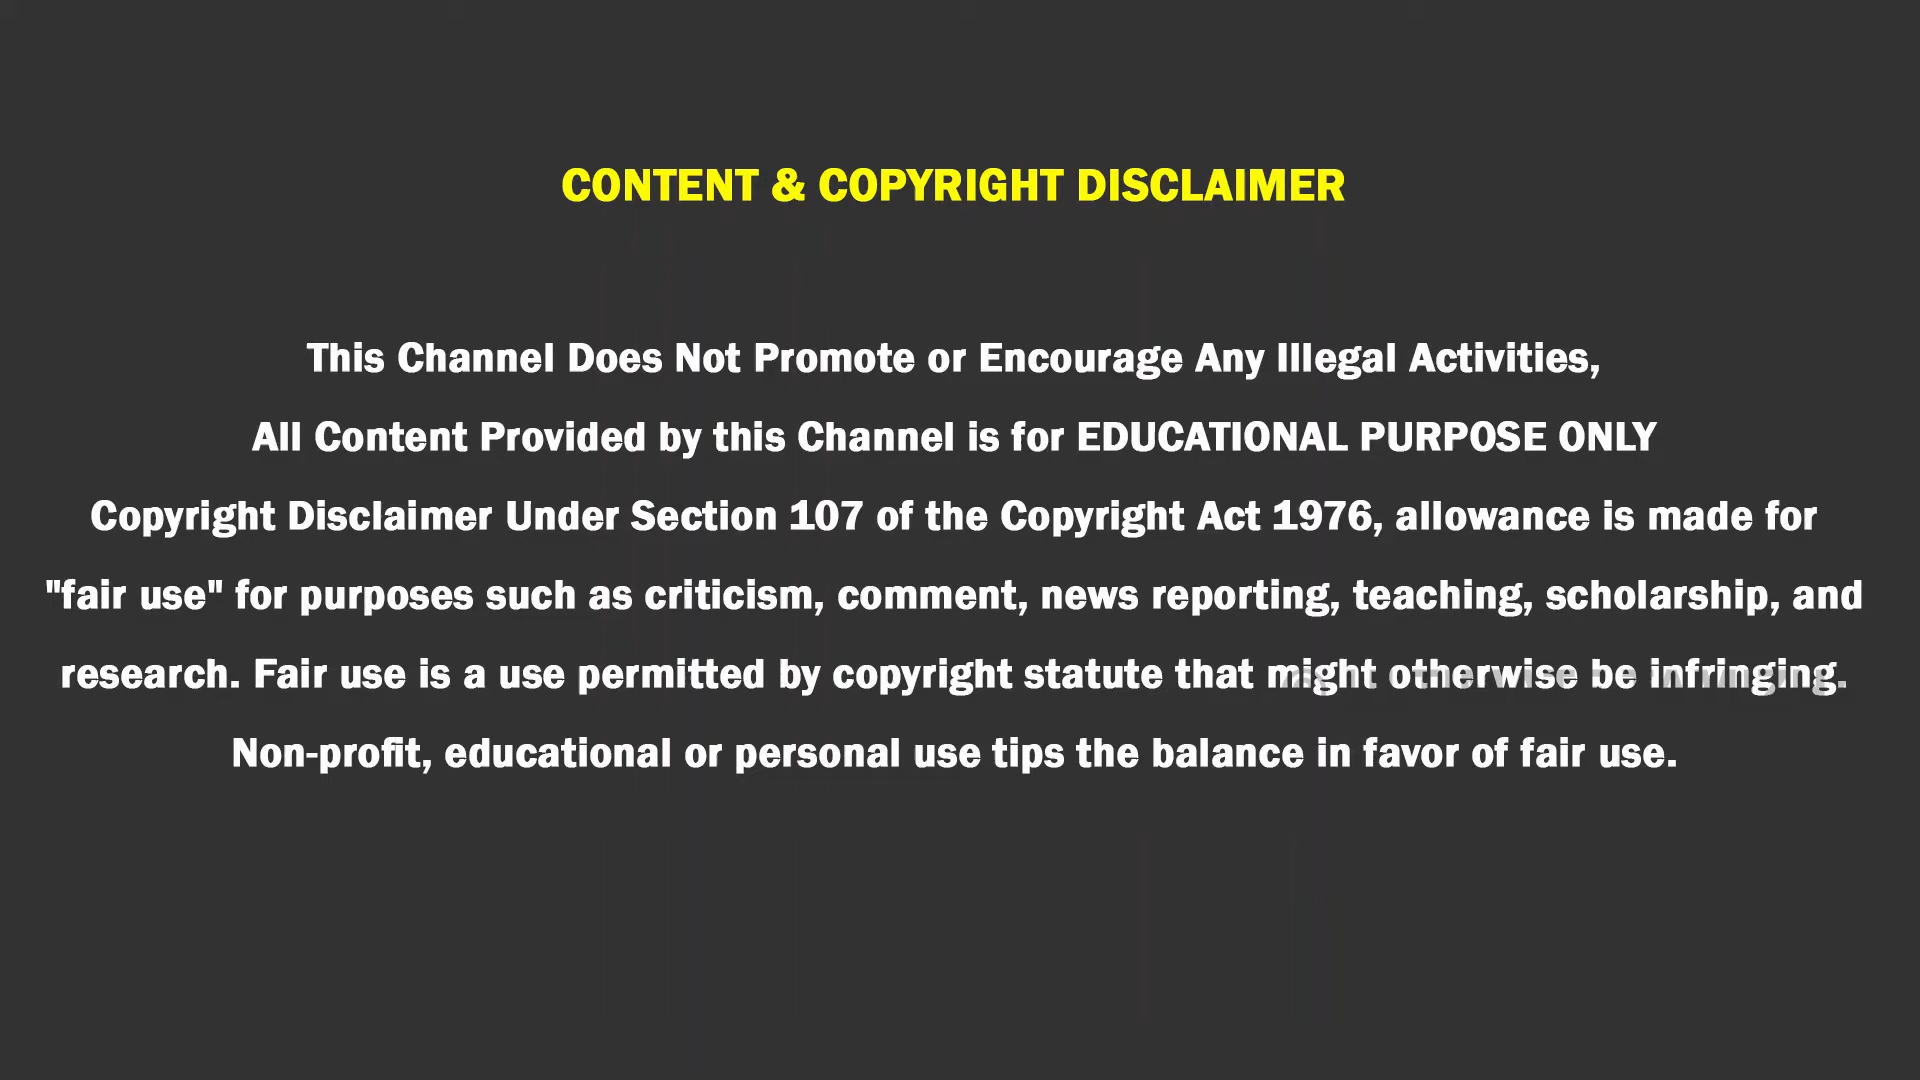 CONTENT & COPYRIGHT DISCLAIMER
This Channel Does Not Promote or Encourage Any Illegal Activities,
All Content Provided by this Channel is for EDUCATIONAL PURPOSE ONLY
Copyright Disclaimer Under Section 107 of the Copyright Act 1976, allowance is made for
"fair use" for purposes such as criticism, comment, news reporting, teaching, scholarship, and
research. Fair use is a use permitted by copyright statute that might otherwise be infringing.
Non-profit, educational or personal use tips the balance in favor of fair use.